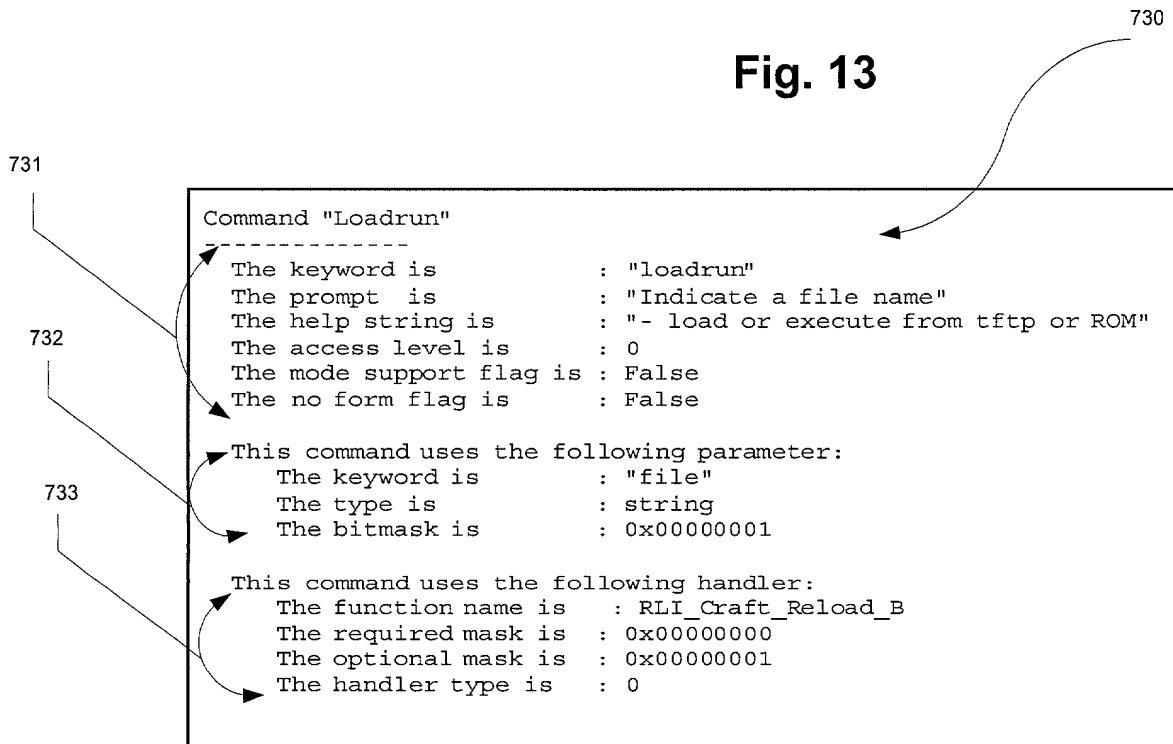 730
Fig. 13
731
Command "Loadrun"
--------------
The keyword is : "loadrun"
The prompt is : "Indicate a file name"
The help string is : "- load or execute from tftp or ROM"
The access level is : 0
732
The mode support flag is : False
The no form flag is : False
This command uses the following parameter:
The keyword is : "file"
733
The type is : string
The bitmask is : 0x00000001
This command uses the following handler:
The function name is : RLI_Craft_Reload_B
The required mask is : 0x00000000
The optional mask is : 0x00000001
The handler type is : 0